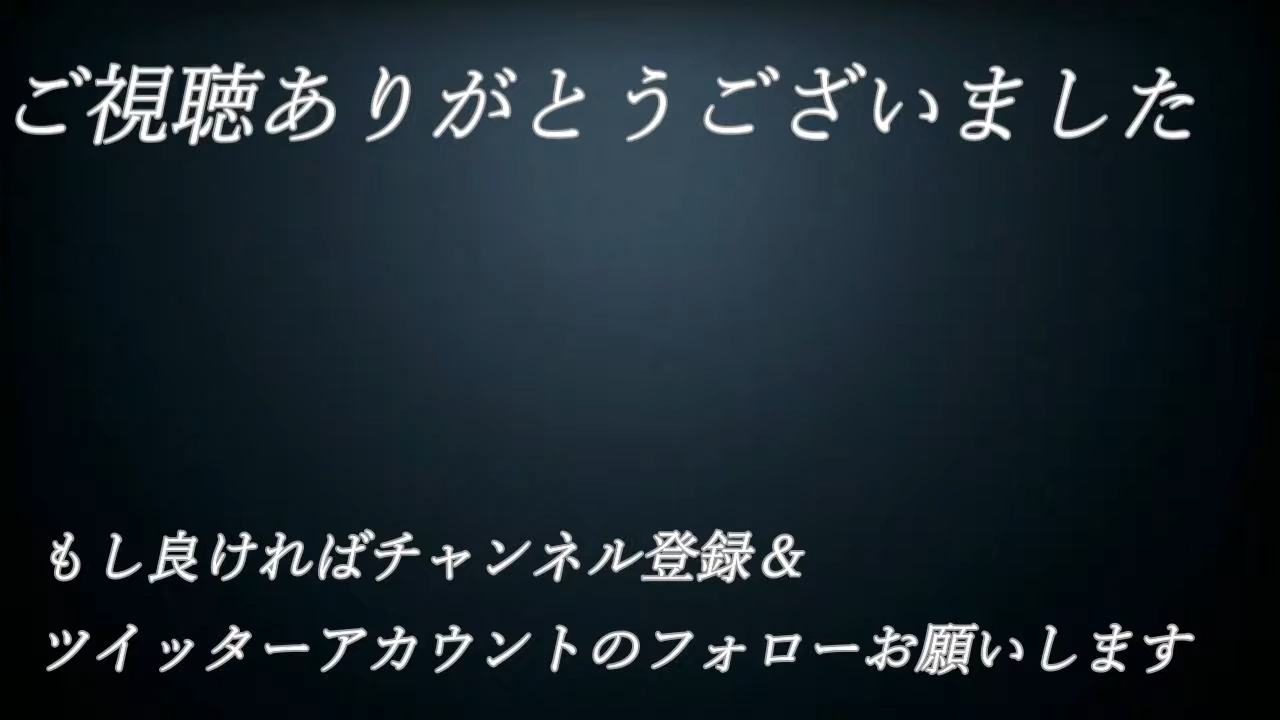 ご視聴ありがとうございました
もし良ければチャンネル登録＆
ツイッターアカウントのフォローお願いします